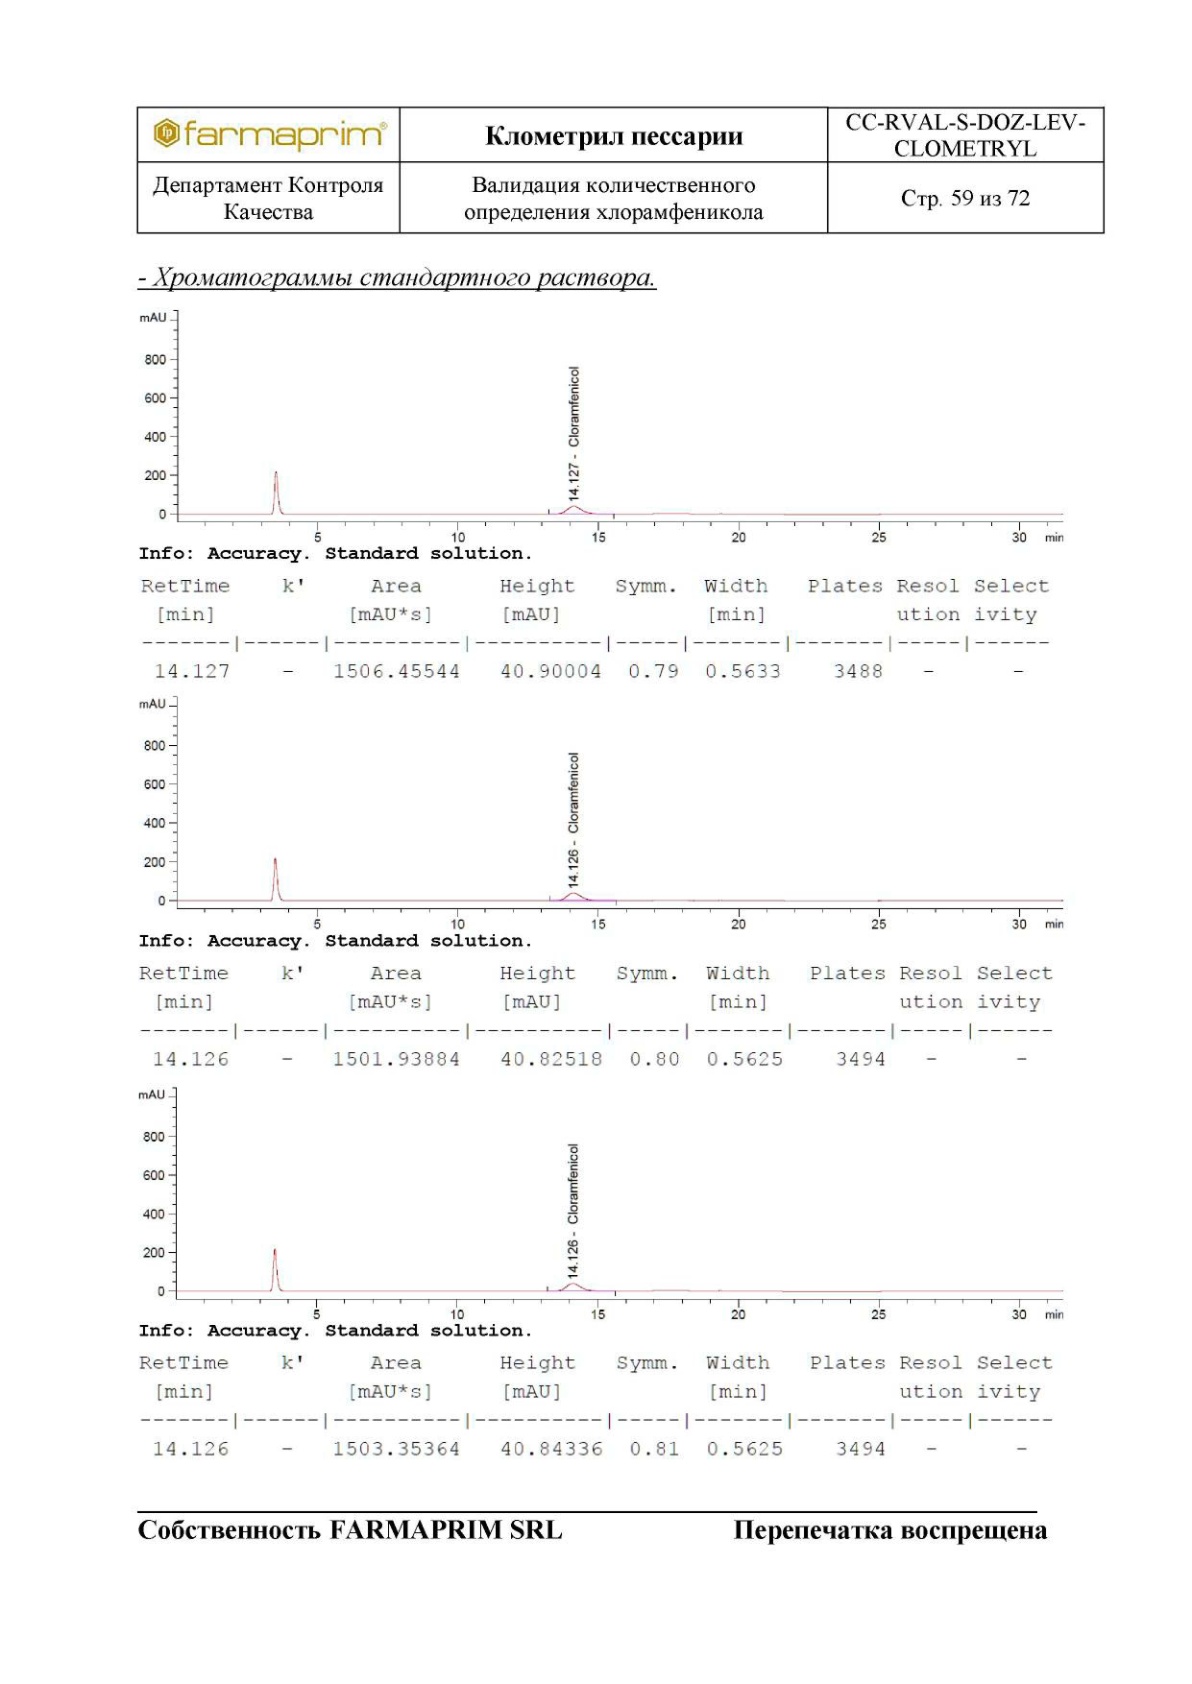 farmaprim®
Клометрил пессарии
CC-RVAL-S-DOZ-LEV-
CLOMETRYL
Департамент Контроля
Качества
Валидация количественного
определения хлорамфеникола
Стр. 59 из 72
- Хроматограммы стандартного раствора.
mAU
800
600
400
200
0
14.127 - Cloramfenicol
5 10 15 20 25 30 min
Info: Accuracy. Standard solution.
RetTime k' Area Height Symm. Width Plates Resol Select
[min] [mAU*s] [mAU] [min] ution ivity
-------|------|----------|----------|-----|-------|-------|-----|------
14.127 - 1506.45544 40.90004 0.79 0.5633 3488 - -
mAU
800
600
400
200
0
14.126 - Cloramfenicol
5 10 15 20 25 30 min
Info: Accuracy. Standard solution.
RetTime k' Area Height Symm. Width Plates Resol Select
[min] [mAU*s] [mAU] [min] ution ivity
-------|------|----------|----------|-----|-------|-------|-----|------
14.126 - 1501.93884 40.82518 0.80 0.5625 3494 - -
mAU
800
600
400
200
0
14.126 - Cloramfenicol
5 10 15 20 25 30 min
Info: Accuracy. Standard solution.
RetTime k' Area Height Symm. Width Plates Resol Select
[min] [mAU*s] [mAU] [min] ution ivity
-------|------|----------|----------|-----|-------|-------|-----|------
14.126 - 1503.35364 40.84336 0.81 0.5625 3494 - -
Собственность FARMAPRIM SRL Перепечатка воспрещена